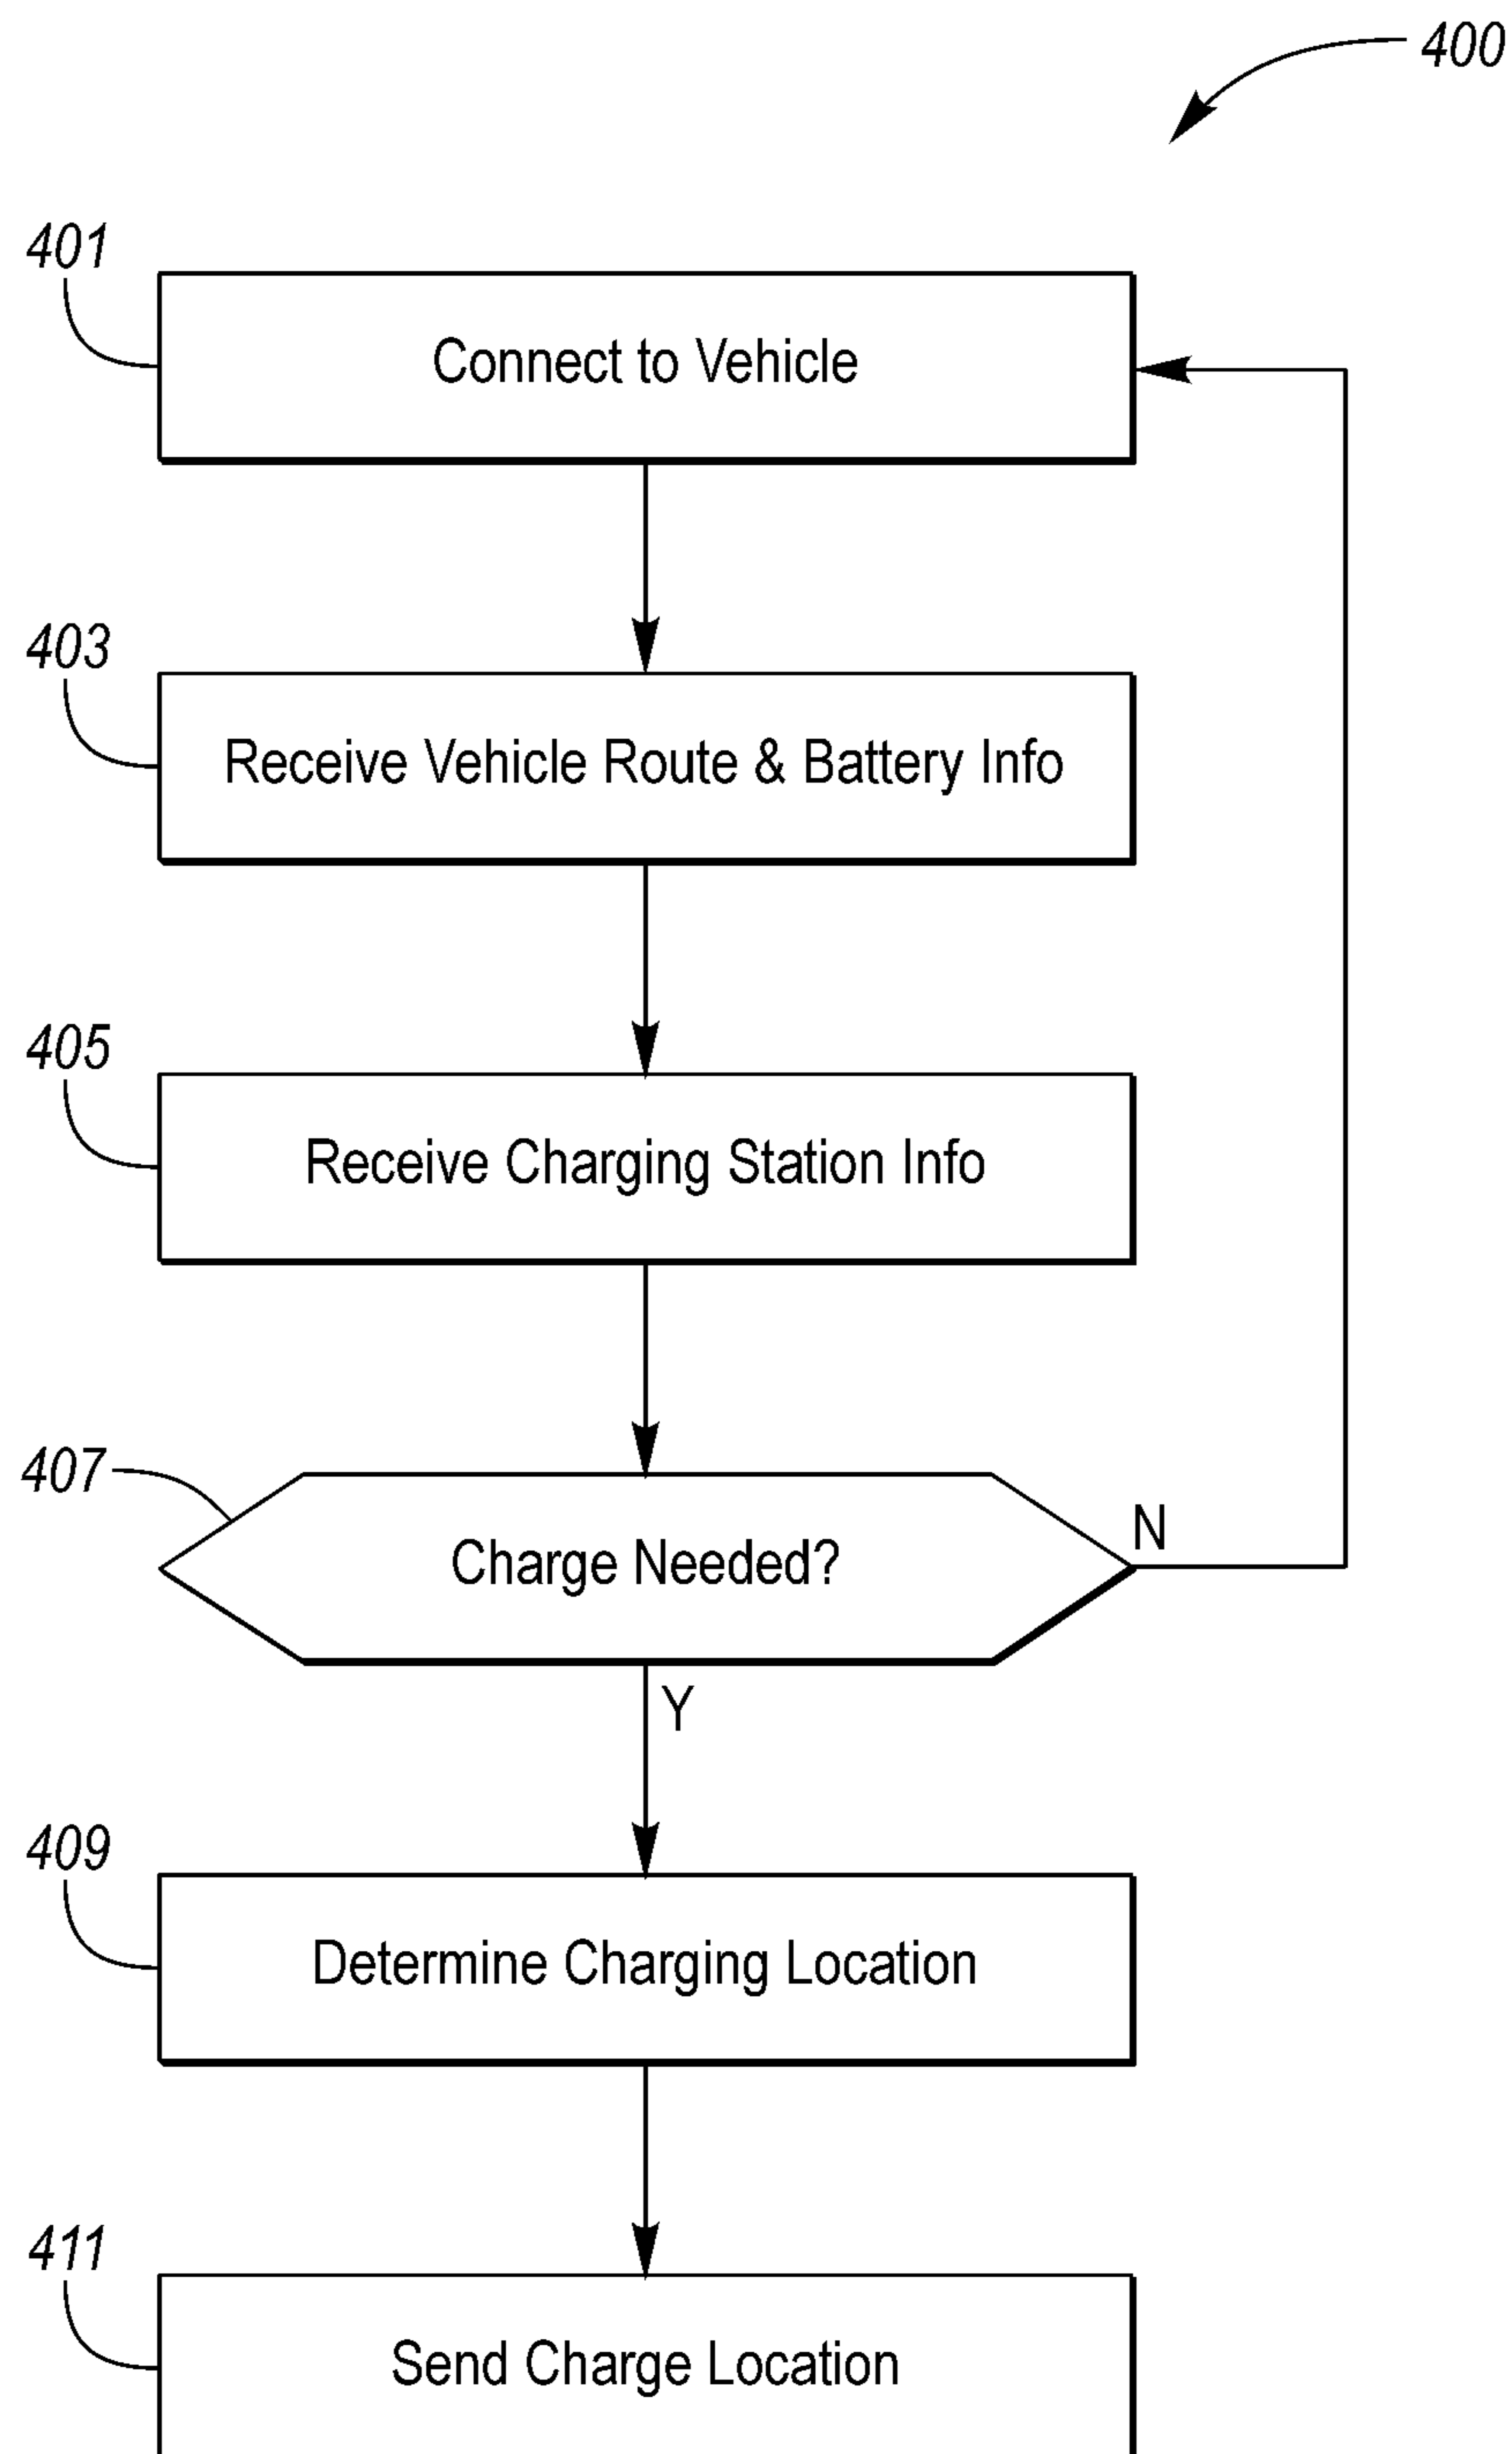 400
401
Connect to Vehicle
403
Receive Vehicle Route & Battery Info
405
Receive Charging Station Info
407
Charge Needed?
N
Y
409
Determine Charging Location
411
Send Charge Location